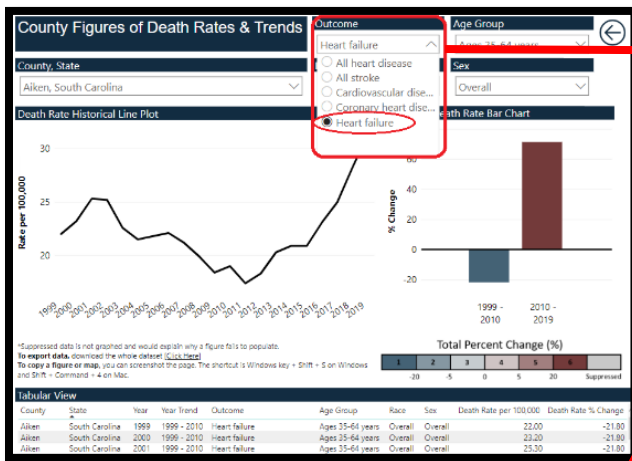 County Figures of Death Rates & Trends
Outcome
Heart failure
All heart disease
All stroke
Cardiovascular dise...
Coronary heart dise...
Heart failure
Age Group
Ages 35-64 years
County, State
Aiken, South Carolina
Sex
Overall
Death Rate Historical Line Plot
Rate per 100,000
30
25
20
1999 2000 2001 2002 2003 2004 2005 2006 2007 2008 2009 2010 2011 2012 2013 2014 2015 2016 2017 2018 2019
ath Rate Bar Chart
% Change
60
40
20
0
-20
1999 - 2010
2010 - 2019
*Suppressed data is not graphed and would explain why a figure fails to populate.
To export data, download the whole dataset [Click Here]
To copy a figure or map, you can screenshot the page. The shortcut is Windows key + Shift + S on Windows
and Shift + Command + 4 on Mac.
Total Percent Change (%)
1 2 3 4 5 6
-20 -5 0 5 20 Suppressed
Tabular View
County State Year Year Trend Outcome Age Group Race Sex Death Rate per 100,000 Death Rate % Change
Aiken South Carolina 1999 1999 - 2010 Heart failure Ages 35-64 years Overall Overall 22.00 -21.80
Aiken South Carolina 2000 1999 - 2010 Heart failure Ages 35-64 years Overall Overall 23.20 -21.80
Aiken South Carolina 2001 1999 - 2010 Heart failure Ages 35-64 years Overall Overall 25.30 -21.80